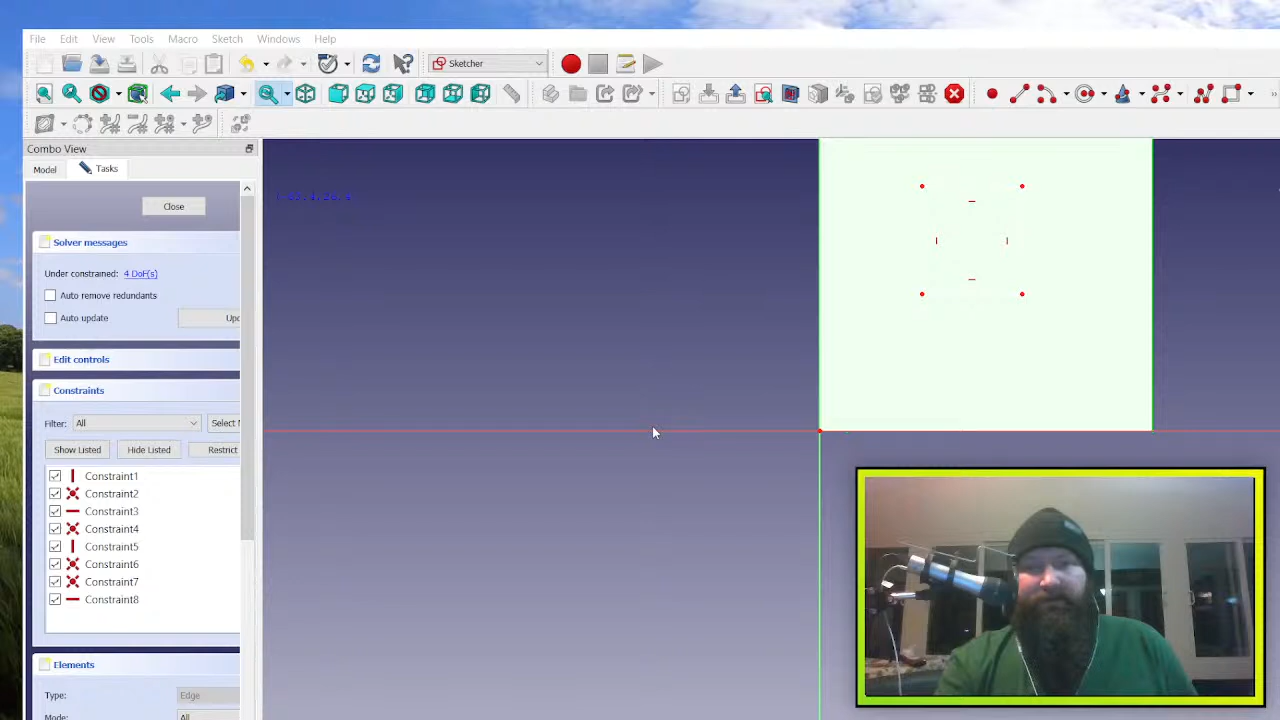 File Edit View Tools Macro Sketch Windows Help
Sketcher
Combo View
Model Tasks
Close
Solver messages
Under constrained: 4 DoF(s)
Auto remove redundants
Auto update
Edit controls
Constraints
Filter: All
Show Listed Hide Listed Restrict
Constraint1
Constraint2
Constraint3
Constraint4
Constraint5
Constraint6
Constraint7
Constraint8
Elements
Type: Edge
Mode: All